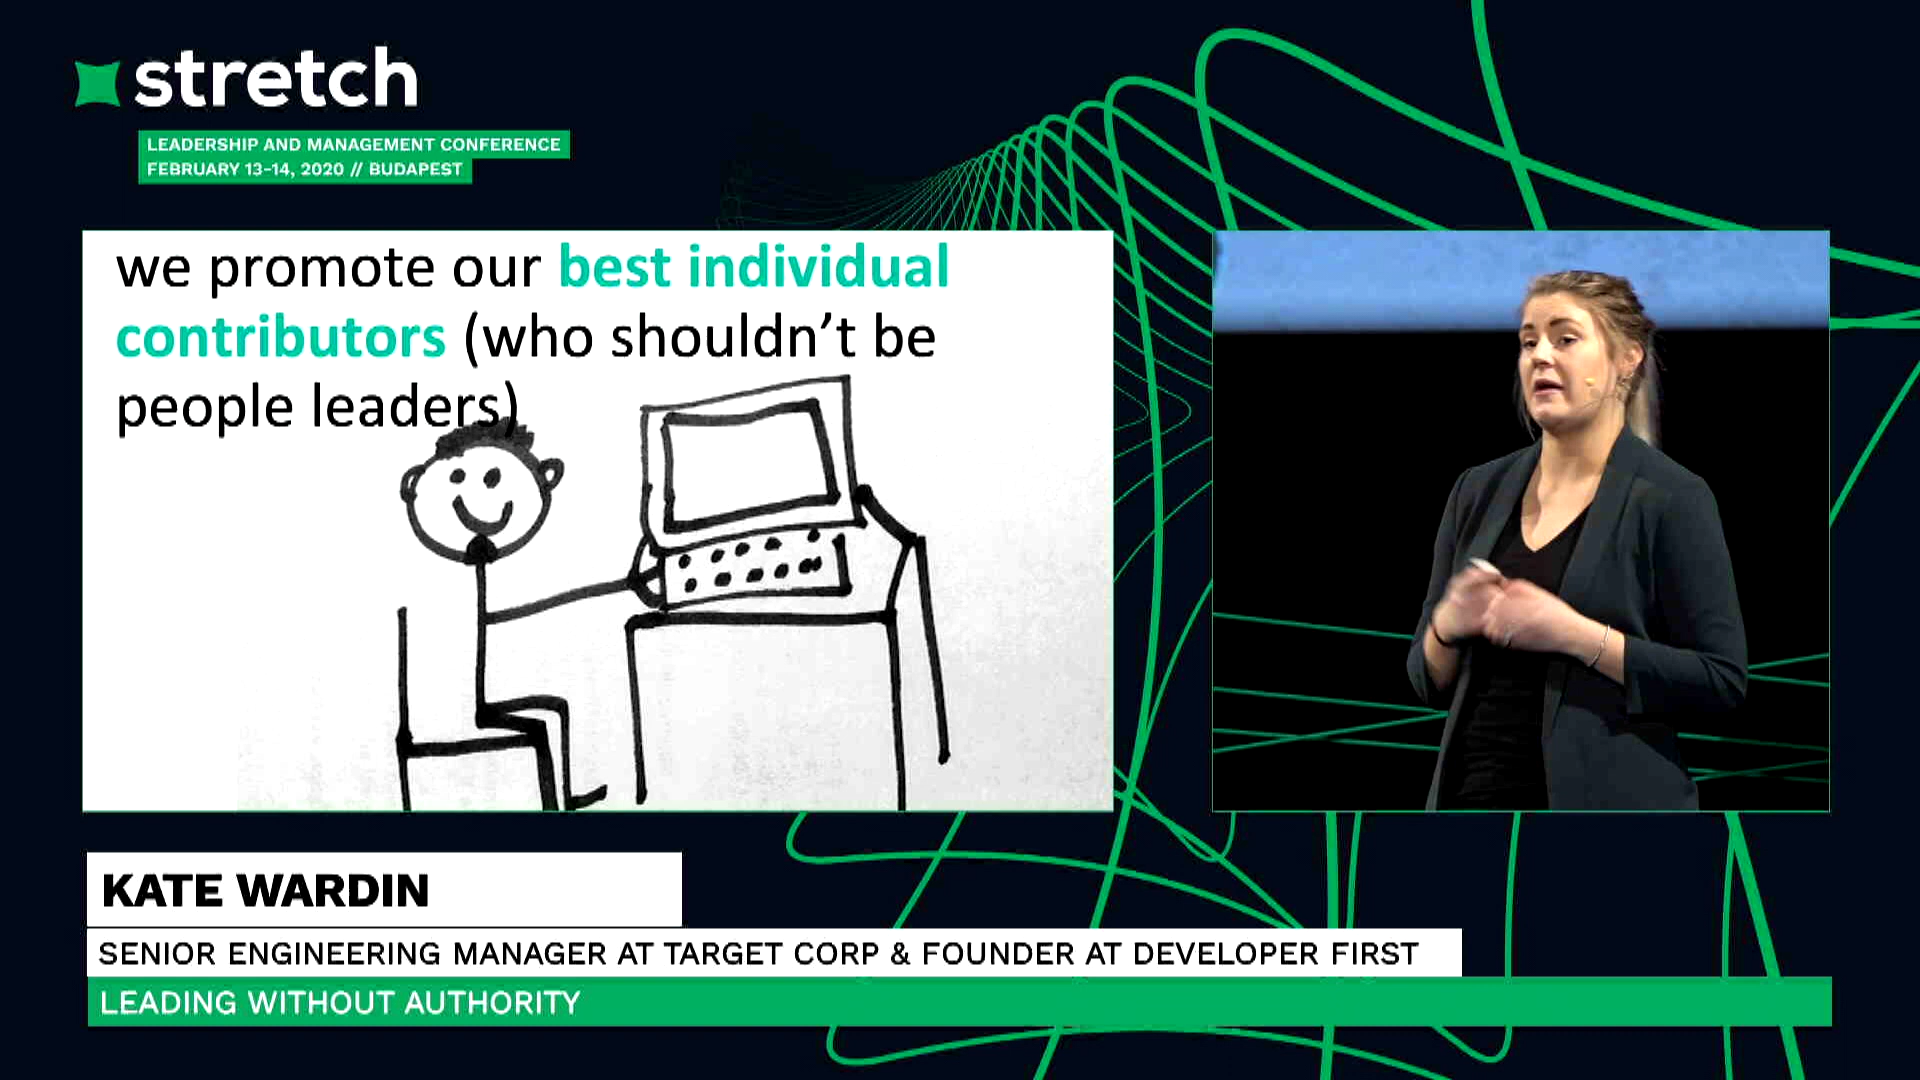 stretch
LEADERSHIP AND MANAGEMENT CONFERENCE
FEBRUARY 13-14, 2020 // BUDAPEST
we promote our best individual
contributors (who shouldn't be
people leaders)
KATE WARDIN
SENIOR ENGINEERING MANAGER AT TARGET CORP & FOUNDER AT DEVELOPER FIRST
LEADING WITHOUT AUTHORITY